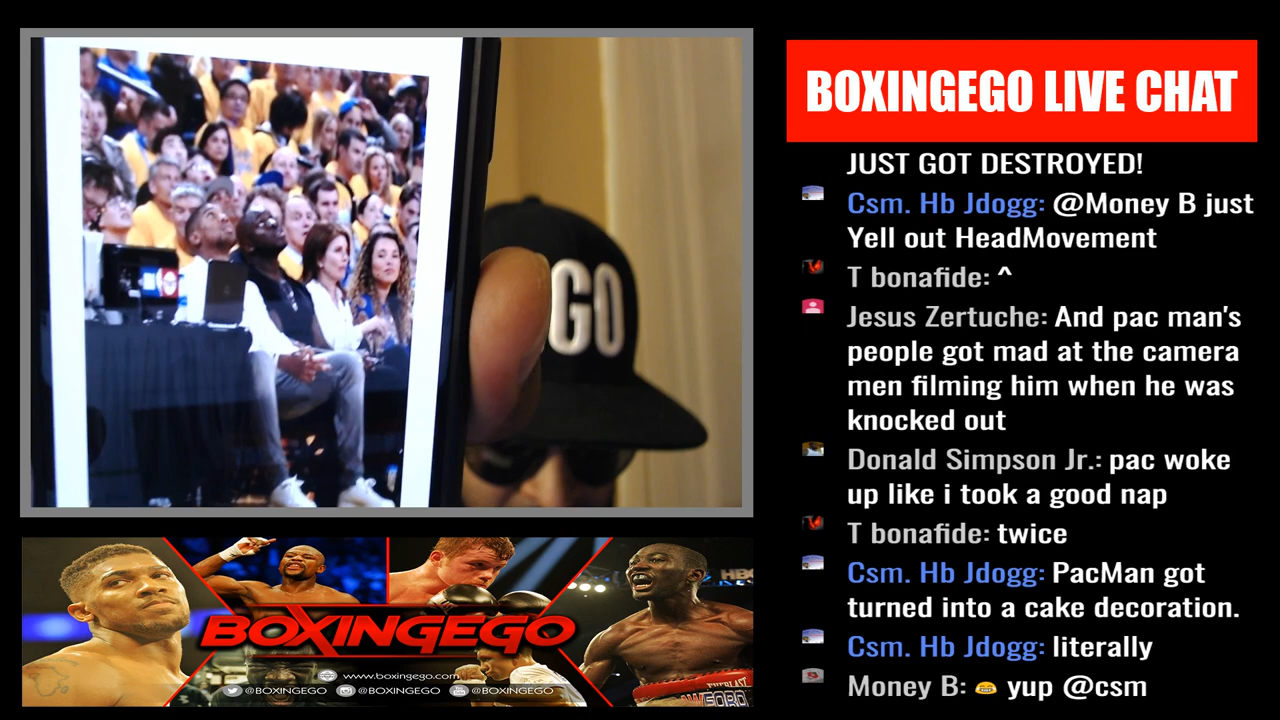 GO
BOXINGEGO LIVE CHAT
JUST GOT DESTROYED!
Csm. Hb Jdogg: @Money B just
Yell out HeadMovement
T bonafide: ^
Jesus Zertuche: And pac man's
people got mad at the camera
men filming him when he was
knocked out
Donald Simpson Jr.: pac woke
up like i took a good nap
T bonafide: twice
Csm. Hb Jdogg: PacMan got
turned into a cake decoration.
Csm. Hb Jdogg: literally
Money B: 😂 yup @csm
HBO
BOXINGEGO
www.boxingego.com
@BOXINGEGO @BOXINGEGO @BOXINGEGO
EVERLAST